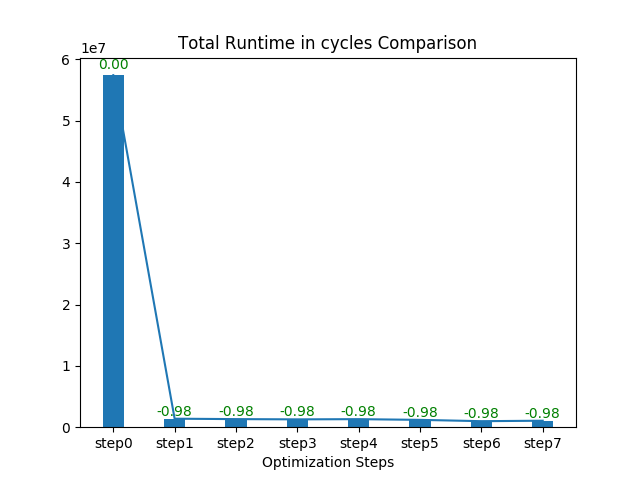 Total Runtime in cycles Comparison
1e7
6
5
4
3
2
1
0
0.00
-0.98
-0.98
-0.98
-0.98
-0.98
-0.98
-0.98
step0
step1
step2
step3
step4
step5
step6
step7
Optimization Steps